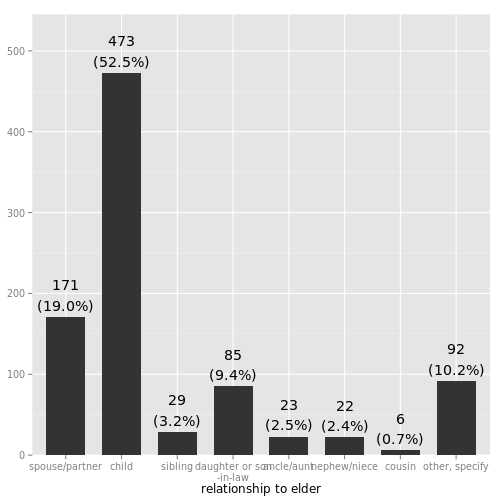 473
(52.5%)
171
(19.0%)
29
(3.2%)
85
(9.4%)
23
(2.5%)
22
(2.4%)
6
(0.7%)
92
(10.2%)
500
400
300
200
100
0
spouse/partner
child
sibling
daughter or son
-in-law
uncle/aunt
nephew/niece
cousin
other, specify
relationship to elder